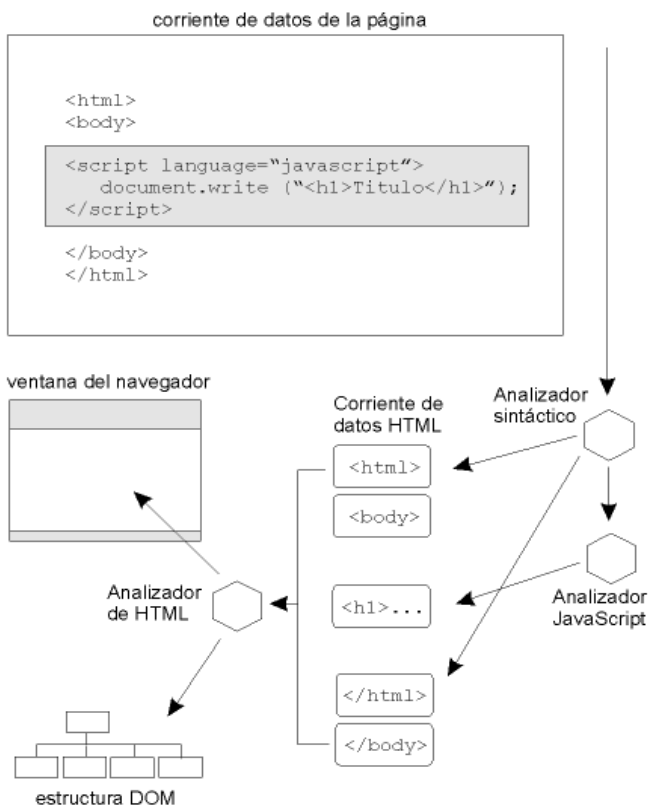 corriente de datos de la página
<html>
<body>
<script language=“javascript”>
document.write (“<h1>Titulo</h1>”);
</script>
</body>
</html>
ventana del navegador
Analizador
sintáctico
Corriente de
datos HTML
<html>
<body>
Analizador
JavaScript
<h1>...
Analizador
de HTML
</html>
</body>
estructura DOM